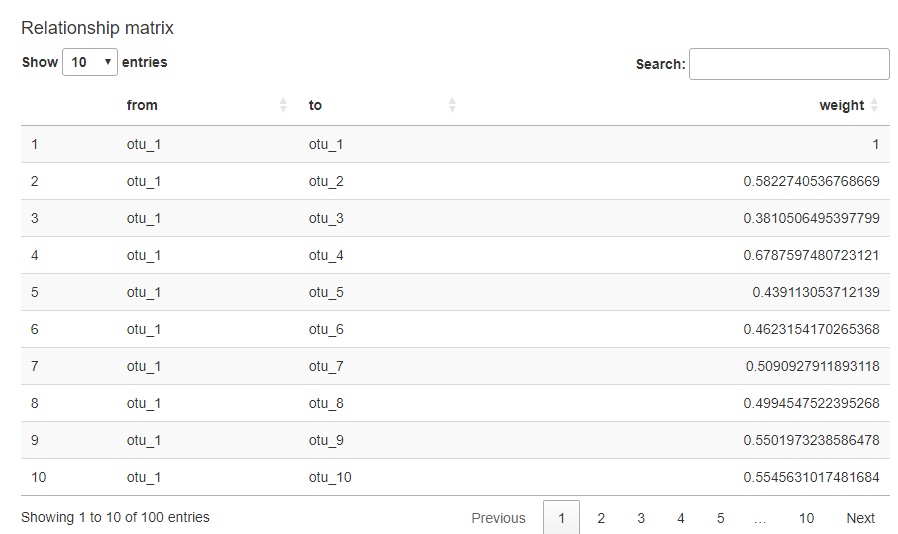 Relationship matrix
Show 10 entries Search:
from to weight
1 otu_1 otu_1 1
2 otu_1 otu_2 0.5822740536768669
3 otu_1 otu_3 0.3810506495397799
4 otu_1 otu_4 0.6787597480723121
5 otu_1 otu_5 0.439113053712139
6 otu_1 otu_6 0.4623154170265368
7 otu_1 otu_7 0.5090927911893118
8 otu_1 otu_8 0.4994547522395268
9 otu_1 otu_9 0.5501973238586478
10 otu_1 otu_10 0.5545631017481684
Showing 1 to 10 of 100 entries Previous 1 2 3 4 5 … 10 Next